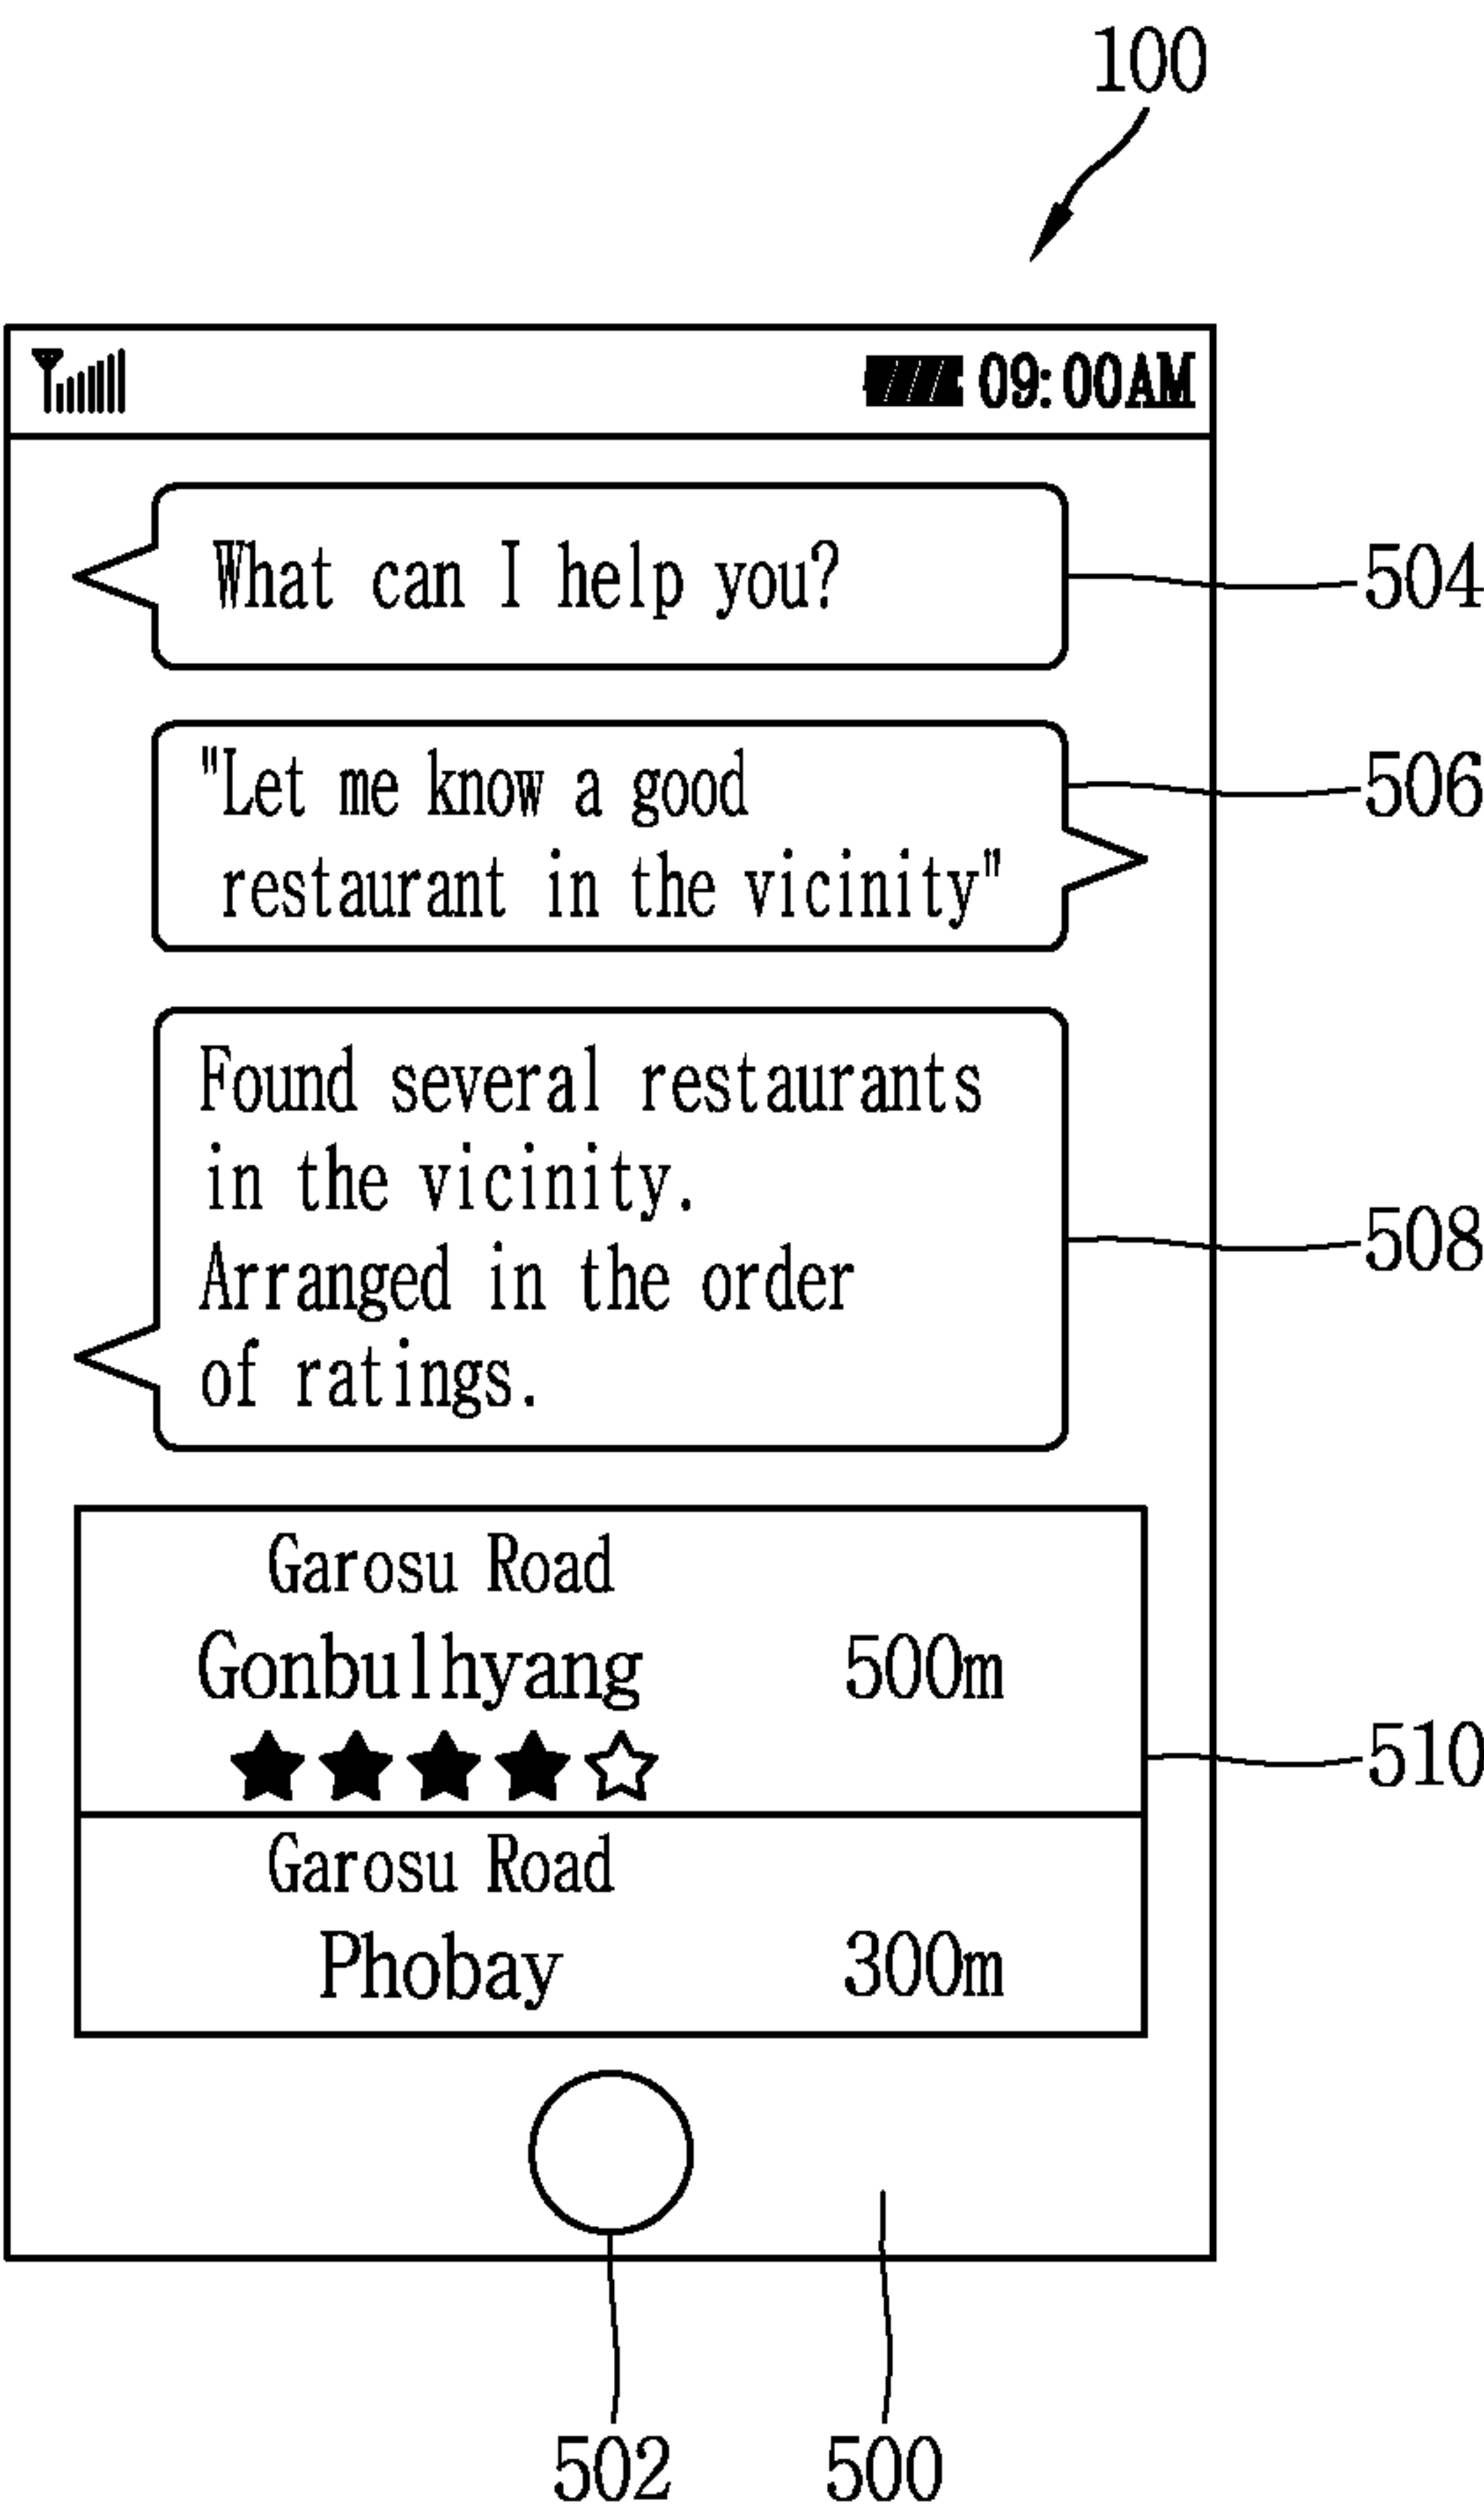 100
09:00AM
What can I help you?
504
"Let me know a good
506
restaurant in the vicinity"
Found several restaurants
in the vicinity.
508
Arranged in the order
of ratings.
Garosu Road
Gonbulhyang 500m
510
Garosu Road
Phobay 300m
502 500